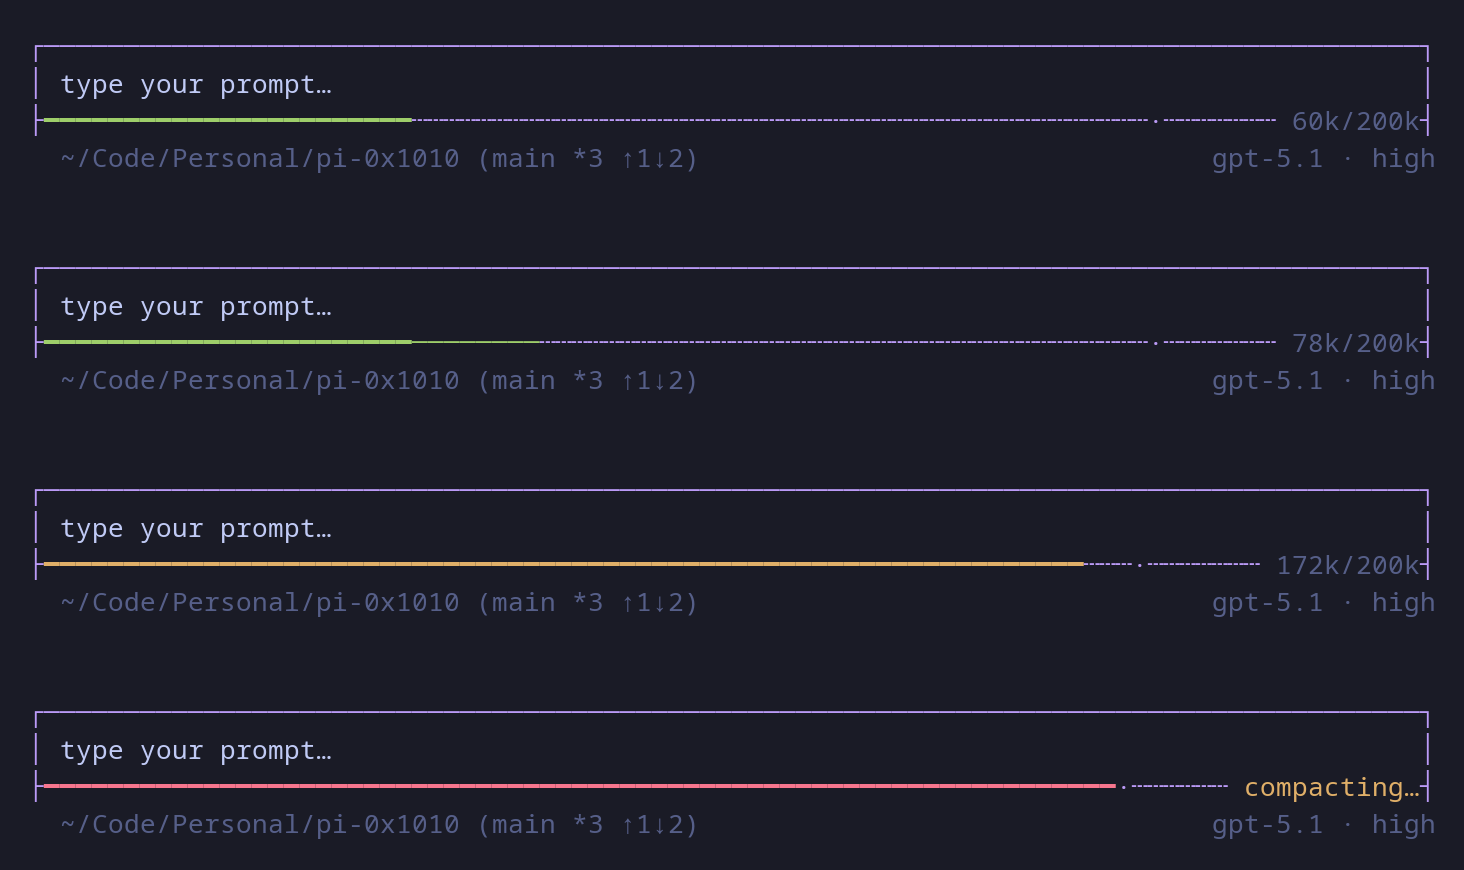 type your prompt…
60k/200k
~/Code/Personal/pi-0x1010 (main *3 ↑1↓2) gpt-5.1 · high
type your prompt…
78k/200k
~/Code/Personal/pi-0x1010 (main *3 ↑1↓2) gpt-5.1 · high
type your prompt…
172k/200k
~/Code/Personal/pi-0x1010 (main *3 ↑1↓2) gpt-5.1 · high
type your prompt…
compacting…
~/Code/Personal/pi-0x1010 (main *3 ↑1↓2) gpt-5.1 · high